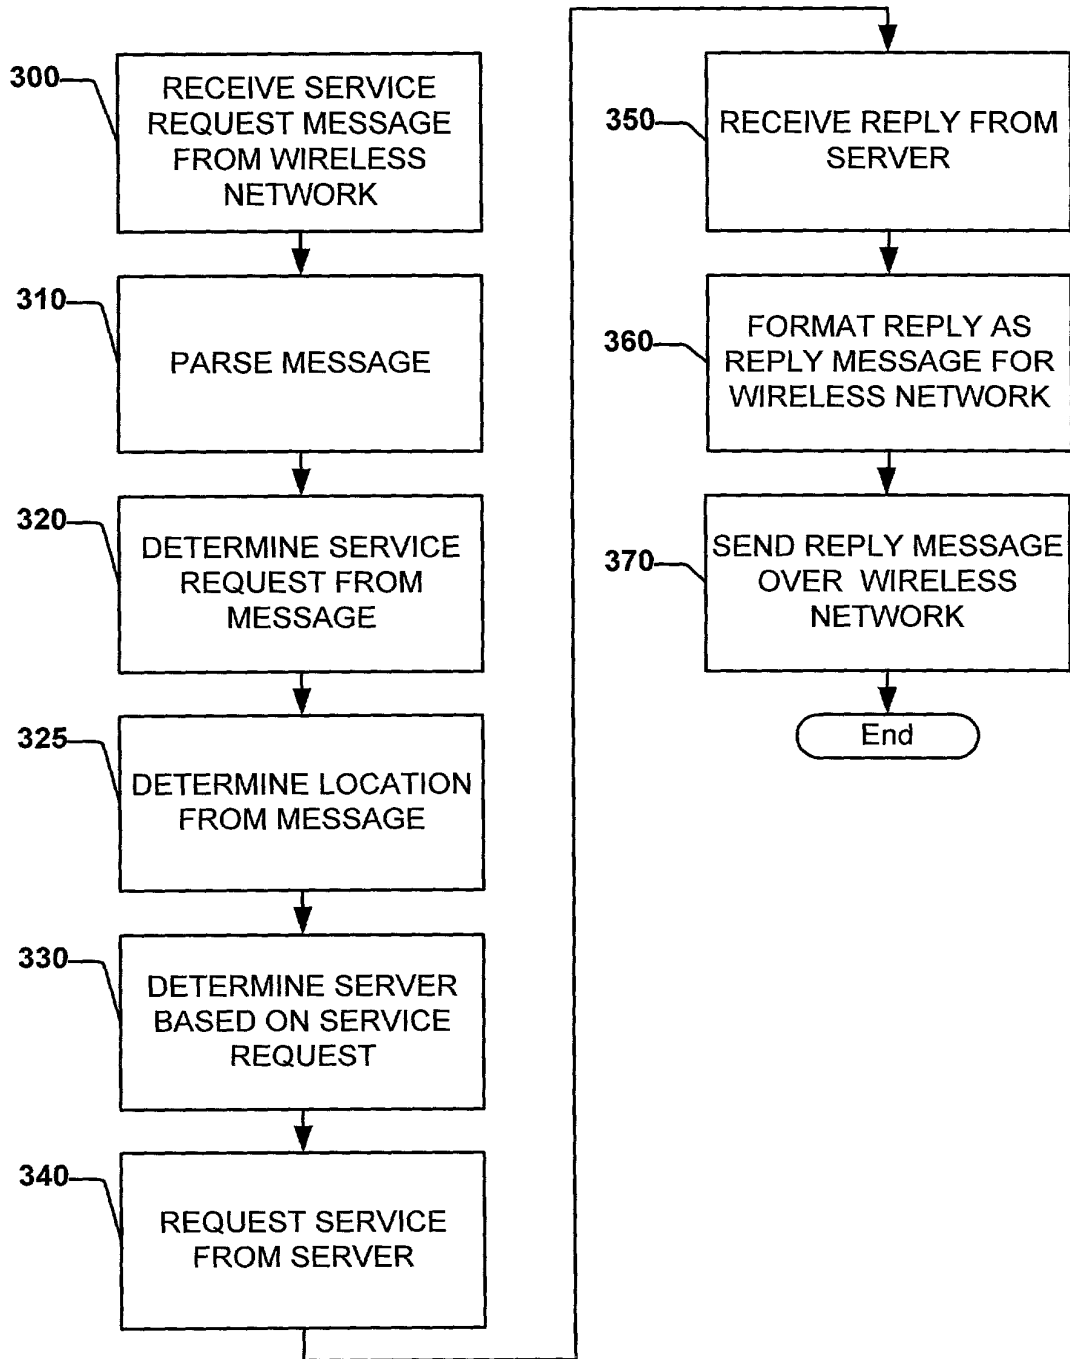 300
RECEIVE SERVICE
REQUEST MESSAGE
FROM WIRELESS
NETWORK
310
PARSE MESSAGE
320
DETERMINE SERVICE
REQUEST FROM
MESSAGE
325
DETERMINE LOCATION
FROM MESSAGE
330
DETERMINE SERVER
BASED ON SERVICE
REQUEST
340
REQUEST SERVICE
FROM SERVER
350
RECEIVE REPLY FROM
SERVER
360
FORMAT REPLY AS
REPLY MESSAGE FOR
WIRELESS NETWORK
370
SEND REPLY MESSAGE
OVER WIRELESS
NETWORK
End